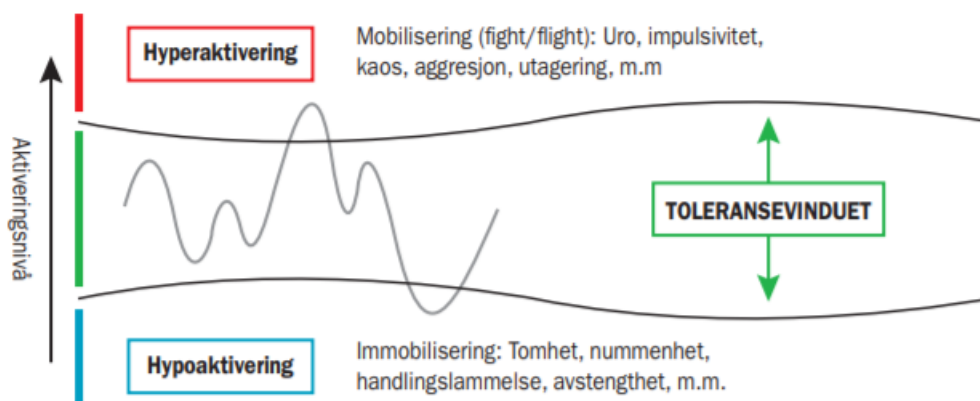 Hyperaktivering
Mobilisering (fight/flight): Uro, impulsivitet,
kaos, aggresjon, utagering, m.m
Aktiveringsnivå
TOLERANSEVINDUET
Hypoaktivering
Immobilisering: Tomhet, nummenhet,
handlingslammelse, avstengthet, m.m.